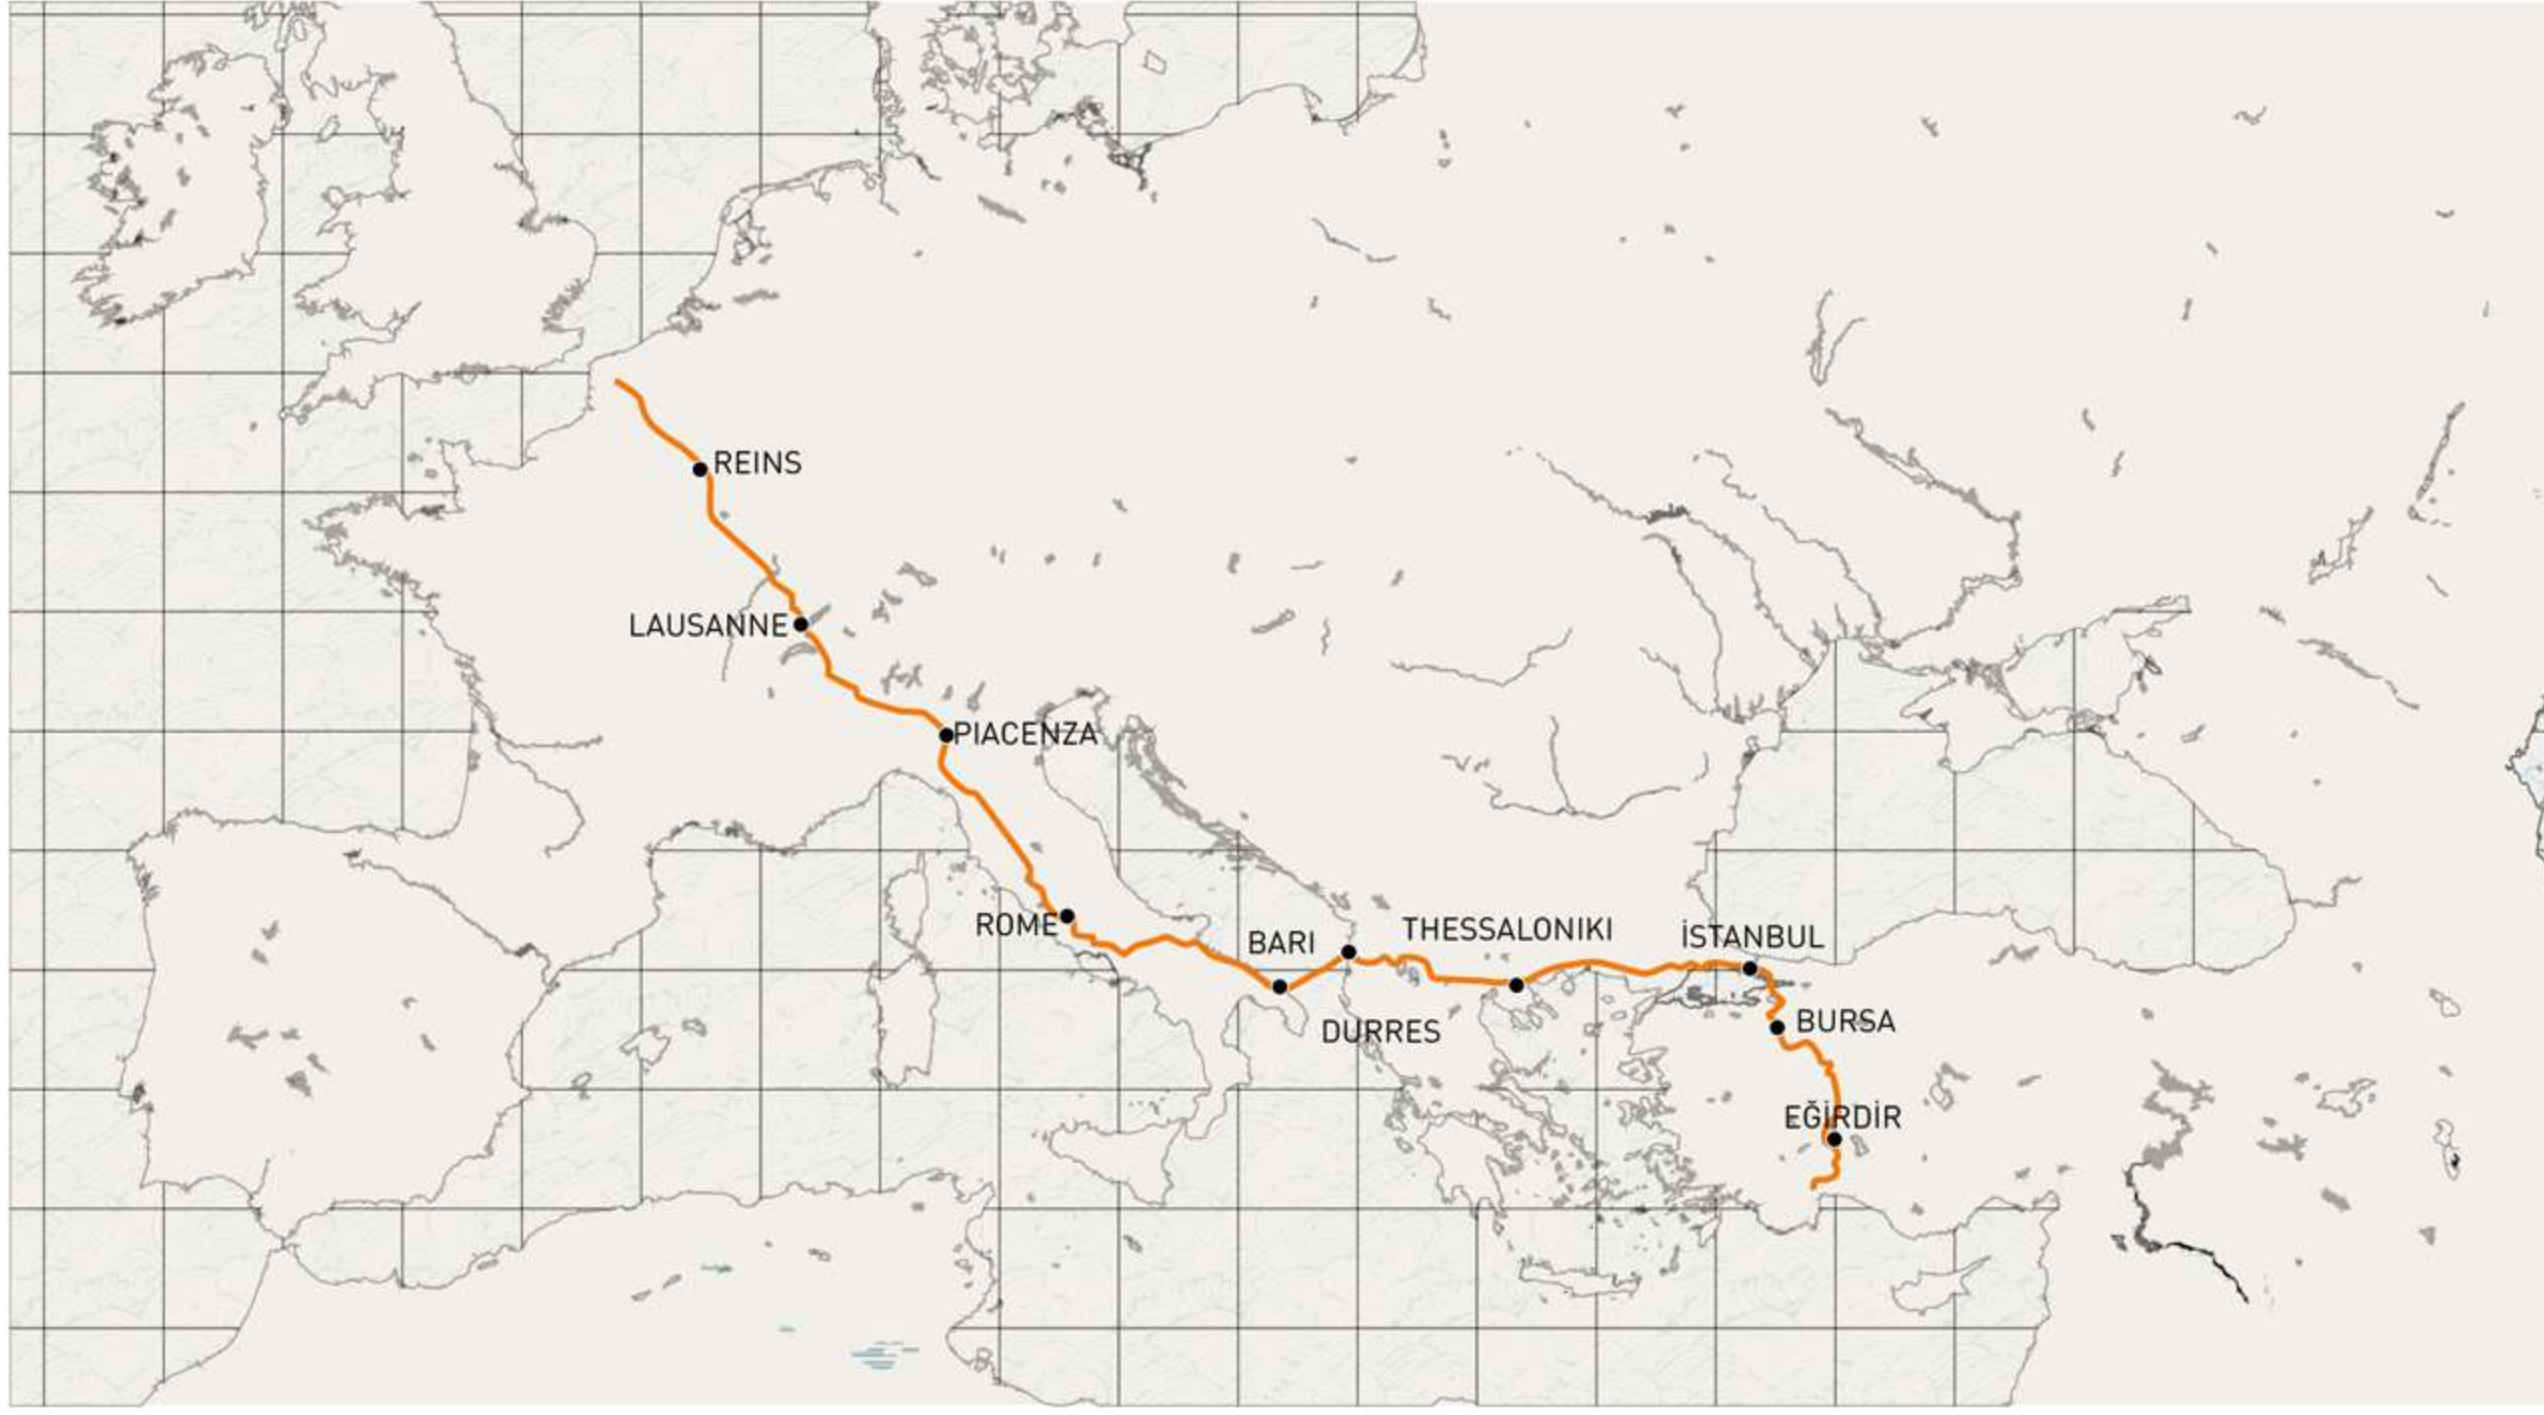 REINS
LAUSANNE
PIACENZA
ROME
BARI
DURRES
THESSALONIKI
İSTANBUL
BURSA
EĞİRDİR